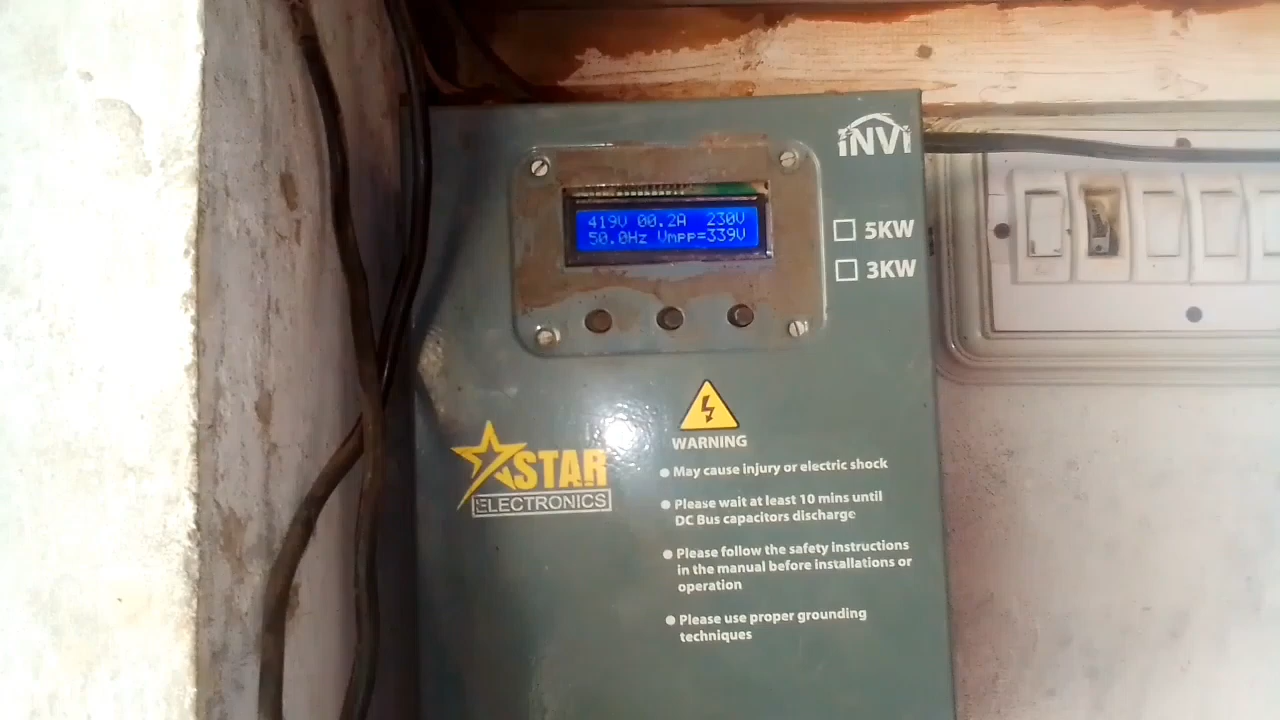 iNVi
419V 00.2A 230V
50.0Hz Vmpp=339V
5KW
3KW
WARNING
May cause injury or electric shock
Please wait at least 10 mins until
DC Bus capacitors discharge
Please follow the safety instructions
in the manual before installations or
operation
Please use proper grounding
techniques
STAR
ELECTRONICS